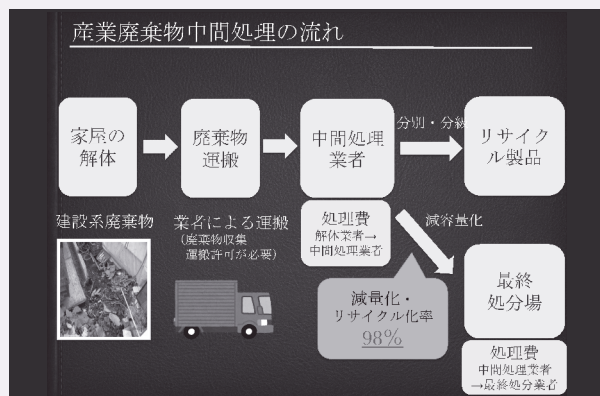 産業廃棄物中間処理の流れ
家屋の
解体
廃棄物
運搬
中間処理
業者
分別・分級
リサイク
ル製品
建設系廃棄物
業者による運搬
(廃棄物収集
運搬許可が必要)
処理費
解体業者→
中間処理業者
減容量化
減量化・
リサイクル化率
98%
最終
処分場
処理費
中間処理業者
→最終処分業者